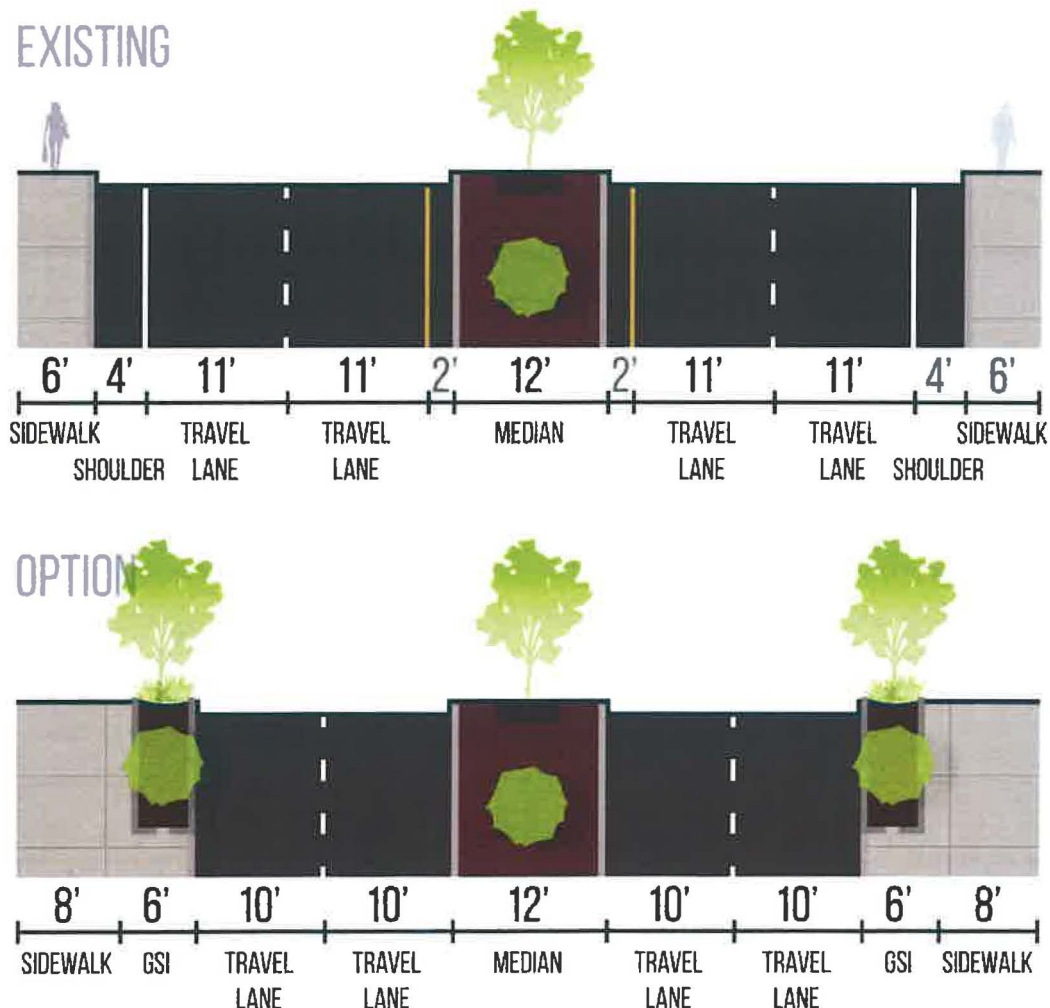 EXISTING
6' 4' 11' 11' 2' 12' 2' 11' 11' 4' 6'
SIDEWALK TRAVEL TRAVEL MEDIAN TRAVEL TRAVEL SIDEWALK
SHOULDER LANE LANE LANE LANE SHOULDER
OPTION
8' 6' 10' 10' 12' 10' 10' 6' 8'
SIDEWALK GSI TRAVEL TRAVEL MEDIAN TRAVEL TRAVEL GSI SIDEWALK
LANE LANE LANE LANE